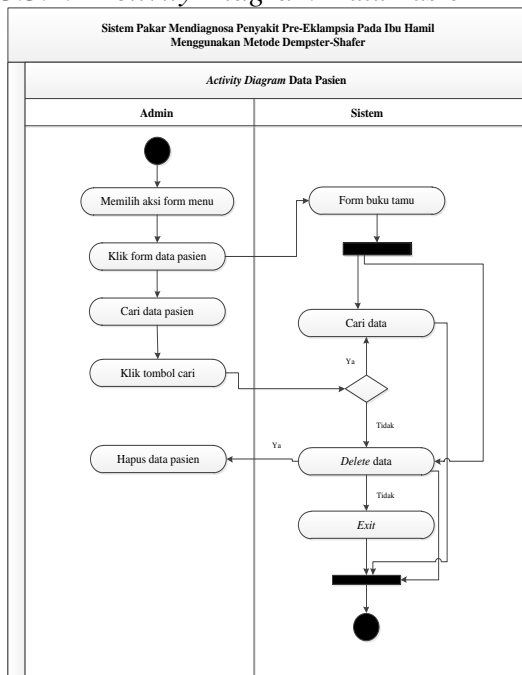 Sistem Pakar Mendiagnosa Penyakit Pre-Eklampsia Pada Ibu Hamil
Menggunakan Metode Dempster-Shafer
Activity Diagram Data Pasien
Admin
Sistem
Memilih aksi form menu
Form buku tamu
Klik form data pasien
Cari data pasien
Cari data
Ya
Klik tombol cari
Tidak
Ya
Hapus data pasien
Delete data
Tidak
Exit